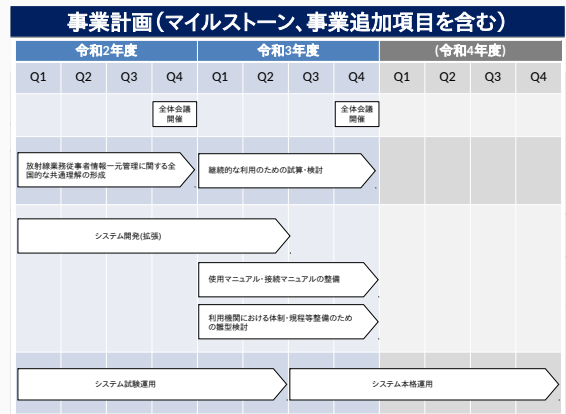 事業計画(マイルストーン、事業追加項目を含む)
令和2年度 令和3年度 (令和4年度)
Q1 Q2 Q3 Q4 Q1 Q2 Q3 Q4 Q1 Q2 Q3 Q4
全体会議
開催
全体会議
開催
放射線業務従事者情報一元管理に関する全
国的な共通理解の形成
継続的な利用のための試算・検討
システム開発(拡張)
使用マニュアル・接続マニュアルの整備
利用機関における体制・規程等整備のため
の雛型検討
システム試験運用
システム本格運用